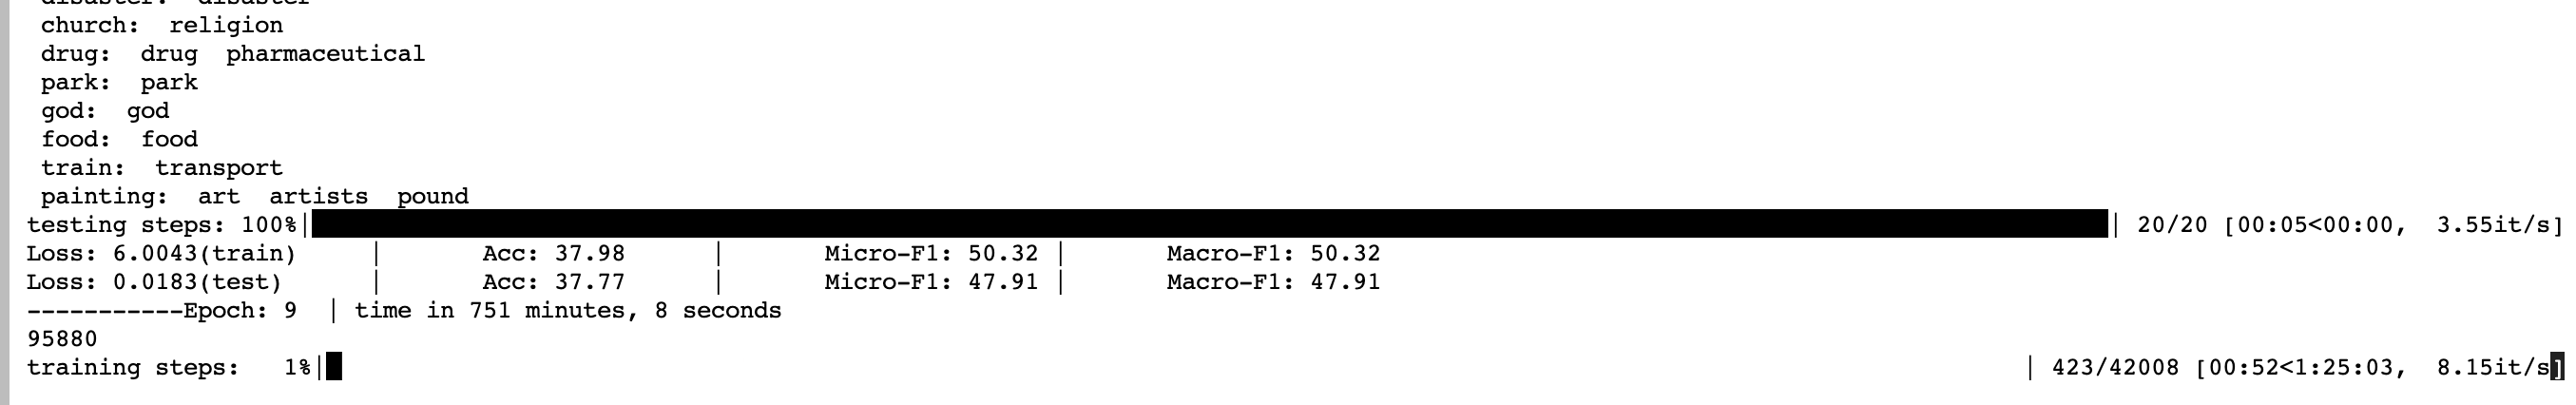 disaster: disaster
church: religion
drug: drug pharmaceutical
park: park
god: god
food: food
train: transport
painting: art artists pound
testing steps: 100%| | 20/20 [00:05<00:00, 3.55it/s]
Loss: 6.0043(train) | Acc: 37.98 | Micro-F1: 50.32 | Macro-F1: 50.32
Loss: 0.0183(test) | Acc: 37.77 | Micro-F1: 47.91 | Macro-F1: 47.91
-----------Epoch: 9 | time in 751 minutes, 8 seconds
95880
training steps: 1%| | 423/42008 [00:52<1:25:03, 8.15it/s]